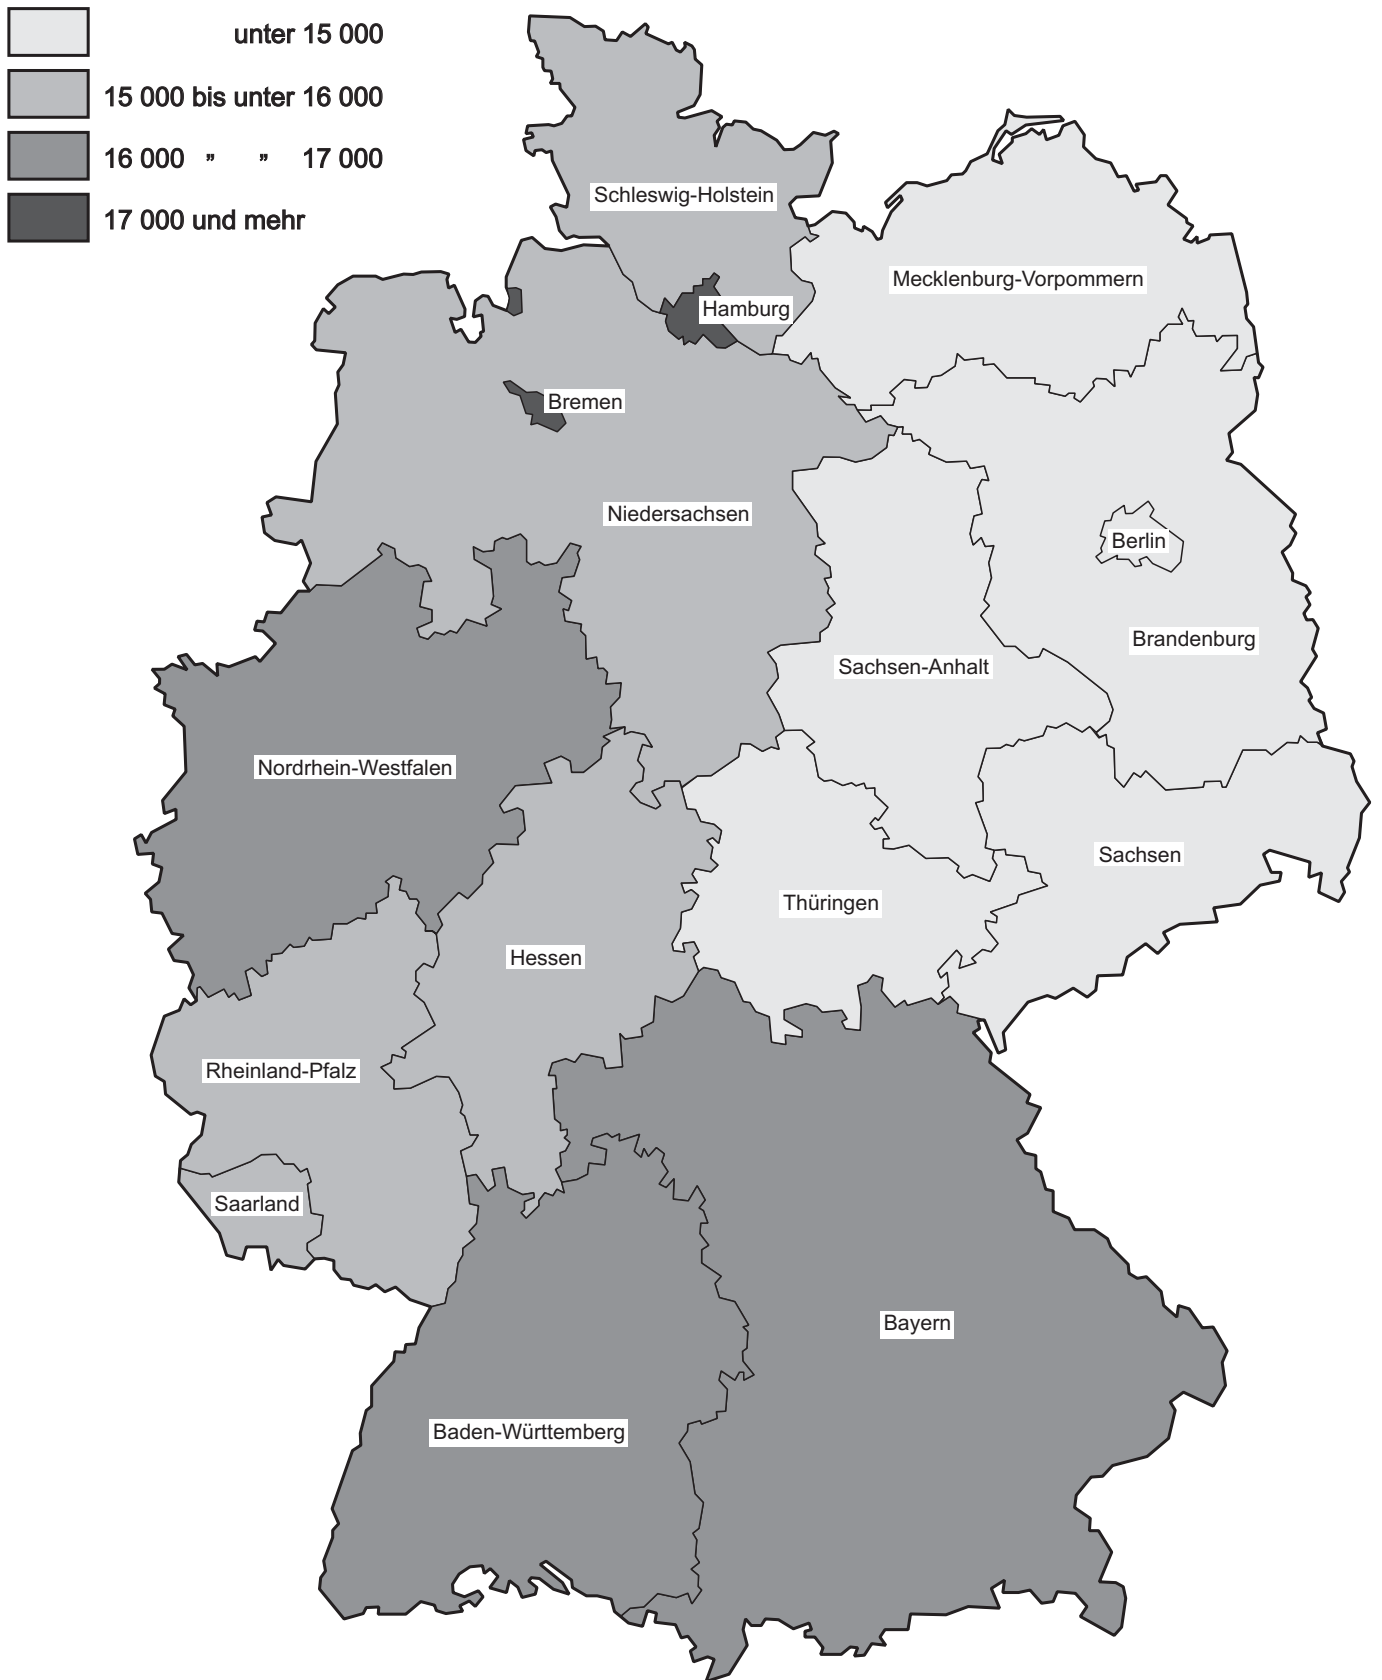 unter 15 000
15 000 bis unter 16 000
16 000 " " 17 000
17 000 und mehr
Schleswig-Holstein
Mecklenburg-Vorpommern
Hamburg
Bremen
Niedersachsen
Berlin
Brandenburg
Sachsen-Anhalt
Nordrhein-Westfalen
Sachsen
Thüringen
Hessen
Rheinland-Pfalz
Saarland
Bayern
Baden-Württemberg